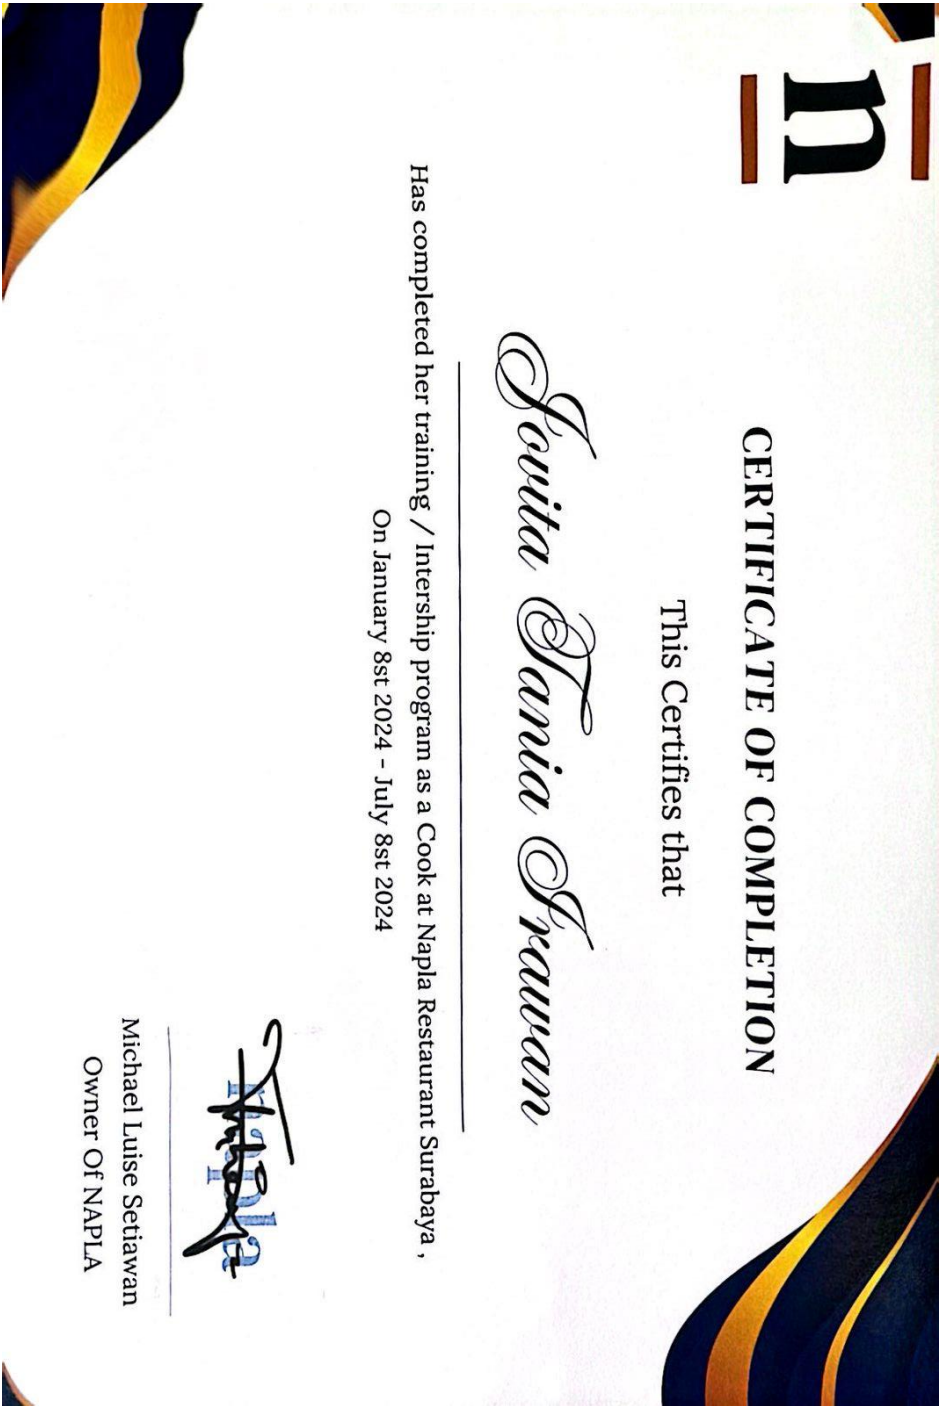 n
CERTIFICATE OF COMPLETION
This Certifies that
Jovita Tania Irawan
Has completed her training / Intership program as a Cook at Napla Restaurant Surabaya ,
On January 8st 2024 - July 8st 2024
napla
Michael Luise Setiawan
Owner Of NAPLA